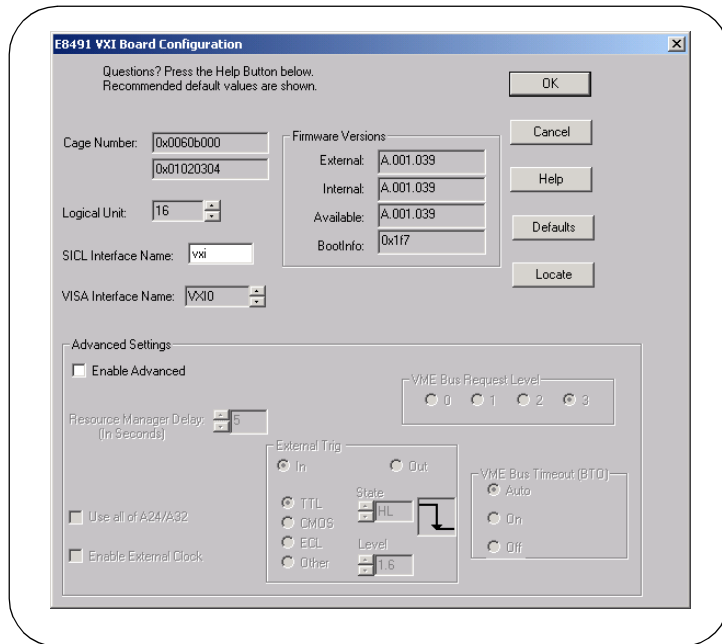 E8491 VXI Board Configuration
Questions? Press the Help Button below.
Recommended default values are shown.
OK
Cancel
Help
Defaults
Locate
Cage Number: 0x0060b000
0x01020304
Logical Unit: 16
SICL Interface Name: vxi
VISA Interface Name: VXI0
Firmware Versions
External: A.001.039
Internal: A.001.039
Available: A.001.039
BootInfo: 0x1f7
Advanced Settings
Enable Advanced
VME Bus Request Level
0 1 2 3
Resource Manager Delay: 5
(In Seconds)
External Trig
In Out
TTL
CMOS
ECL
Other
State
HL
Level
1.6
VME Bus Timeout (BTO)
Auto
On
Off
Use all of A24/A32
Enable External Clock